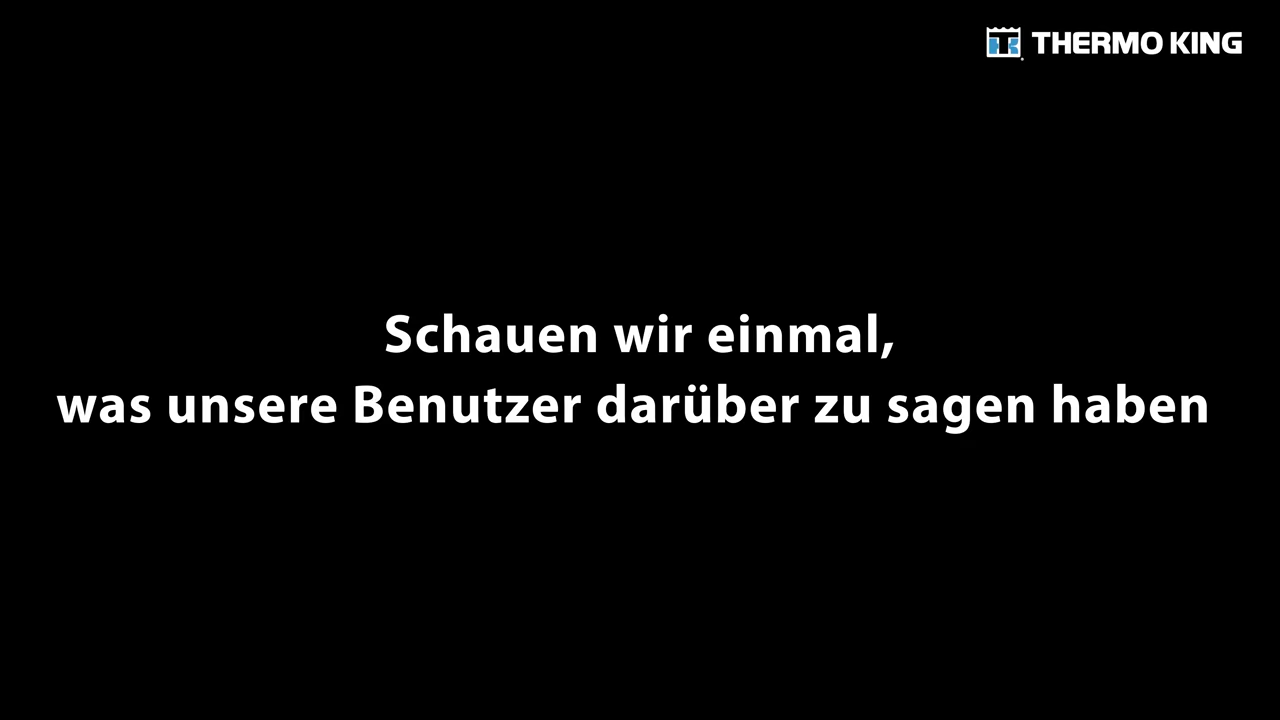 THERMO KING
Schauen wir einmal,
was unsere Benutzer darüber zu sagen haben